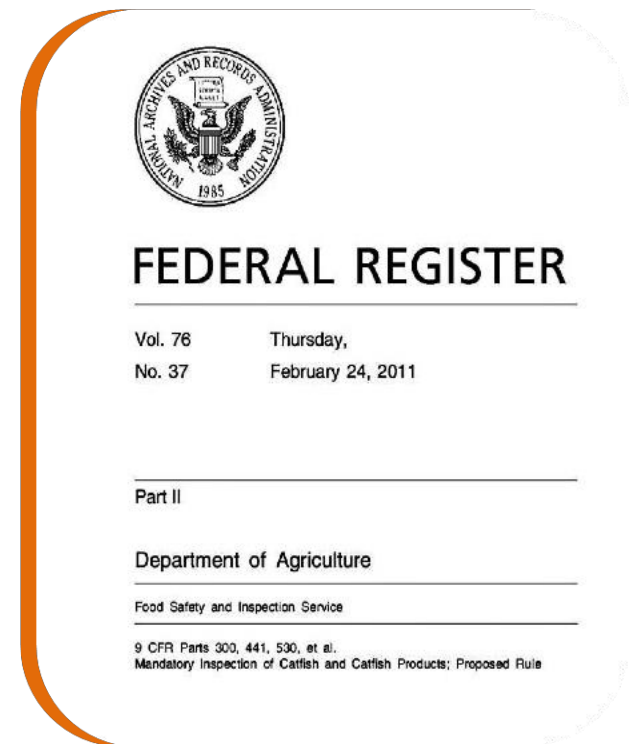 NATIONAL ARCHIVES AND RECORDS ADMINISTRATION
1985
FEDERAL REGISTER
Vol. 76 Thursday,
No. 37 February 24, 2011
Part II
Department of Agriculture
Food Safety and Inspection Service
9 CFR Parts 300, 441, 530, et al.
Mandatory Inspection of Catfish and Catfish Products; Proposed Rule